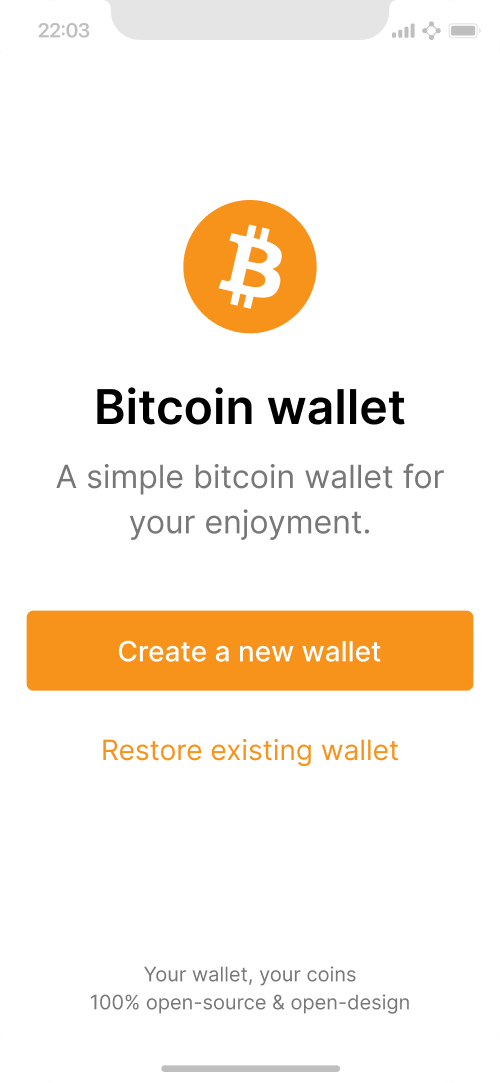 22:03
Bitcoin wallet
A simple bitcoin wallet for
your enjoyment.
Create a new wallet
Restore existing wallet
Your wallet, your coins
100% open-source & open-design